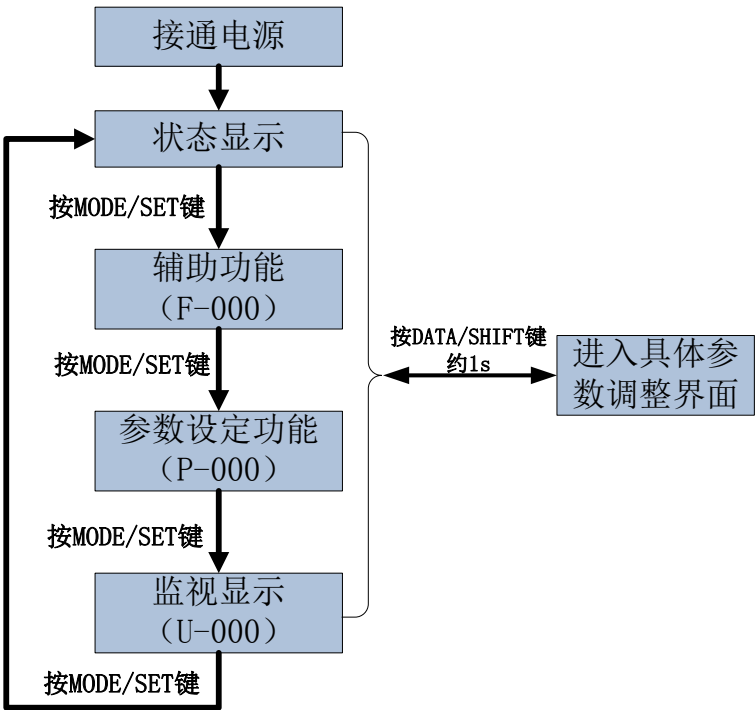 接通电源
状态显示
按MODE/SET键
辅助功能
（F-000）
按MODE/SET键
参数设定功能
（P-000）
按MODE/SET键
监视显示
（U-000）
按MODE/SET键
按DATA/SHIFT键
约1s
进入具体参
数调整界面